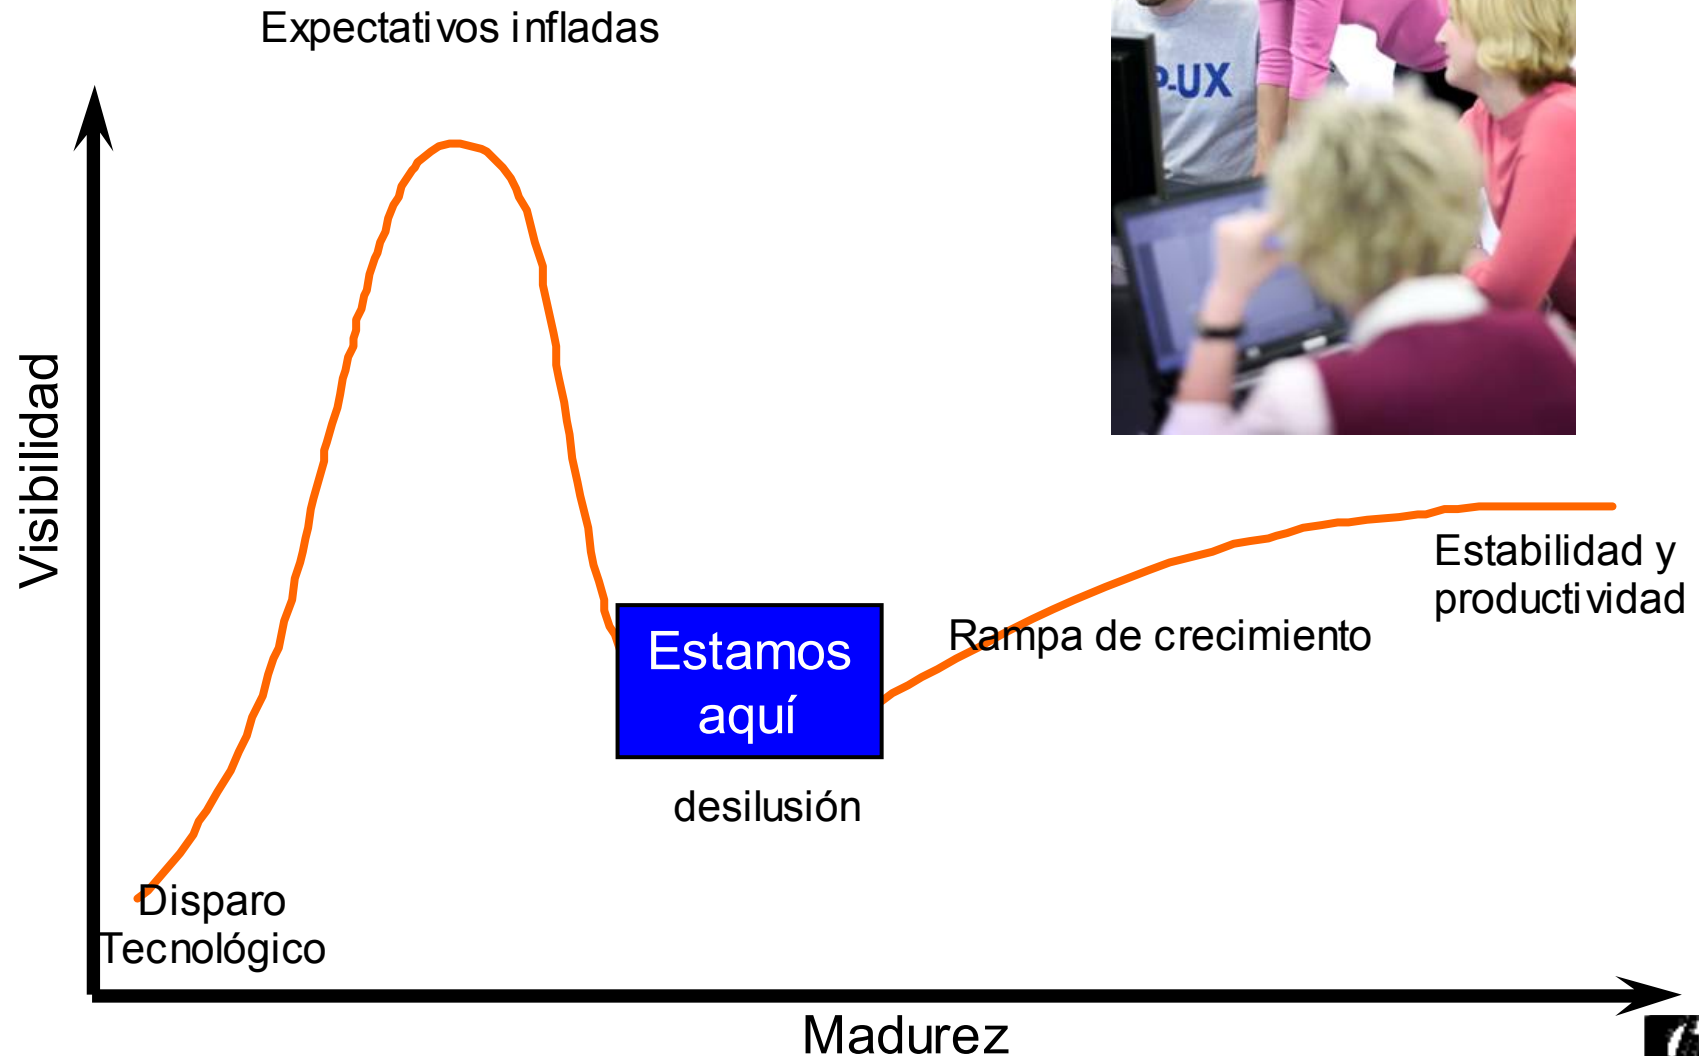 Expectativos infladas
P-UX
Visibilidad
Estabilidad y
productividad
Estamos
aquí
Rampa de crecimiento
desilusión
Disparo
Tecnológico
Madurez